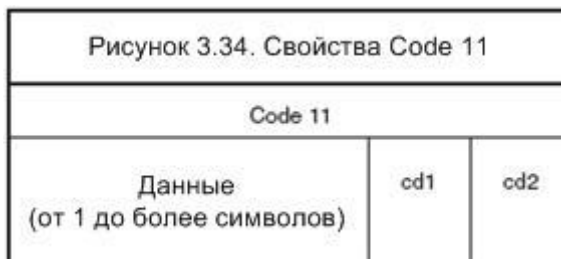 Рисунок 3.34. Свойства Code 11
Code 11
Данные cd1 cd2
(от 1 до более символов)